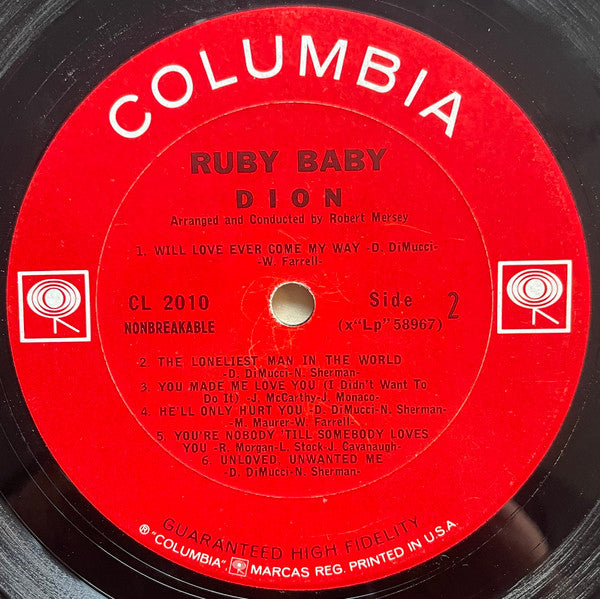 COLUMBIA
RUBY BABY
DION
Arranged and Conducted by Robert Mersey
1. WILL LOVE EVER COME MY WAY -D. DiMucci-
-W. Farrell-
CL 2010
NONBREAKABLE
Side 2
(x"Lp" 58967)
2. THE LONELIEST MAN IN THE WORLD
-D. DiMucci-N. Sherman-
3. YOU MADE ME LOVE YOU (I Didn't Want To
Do It) -J. McCarthy-J. Monaco-
4. HE'LL ONLY HURT YOU -D. DiMucci-N. Sherman-
-M. Maurer-W. Farrell-
5. YOU'RE NOBODY 'TILL SOMEBODY LOVES
YOU -R. Morgan-L. Stock-J. Cavanaugh-
6. UNLOVED, UNWANTED ME
-D. DiMucci-N. Sherman-
GUARANTEED HIGH FIDELITY
® "COLUMBIA", MARCAS REG. PRINTED IN U.S.A.